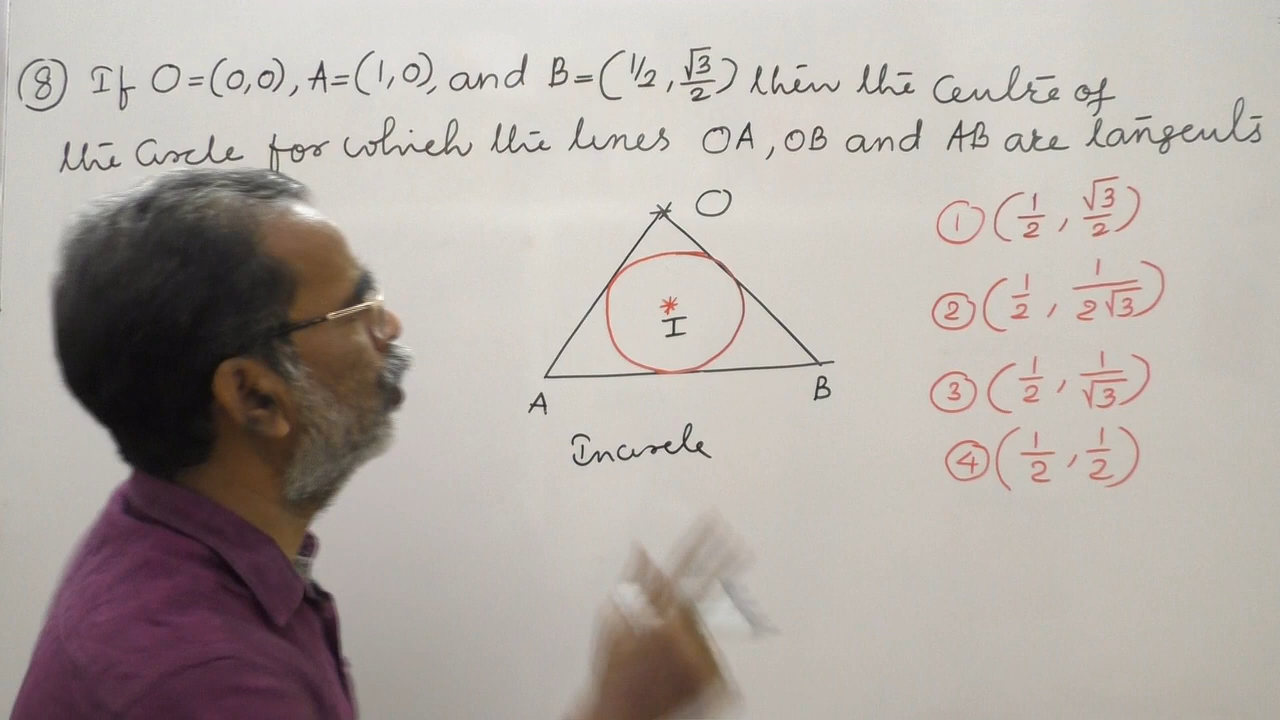 ⑧ If O=(0,0), A=(1,0), and B=(1/2, √3/2) then the centre of
the circle for which the lines OA, OB and AB are tangents
O
I
A
B
Incircle
① (1/2, √3/2)
② (1/2, 1/2√3)
③ (1/2, 1/√3)
④ (1/2, 1/2)